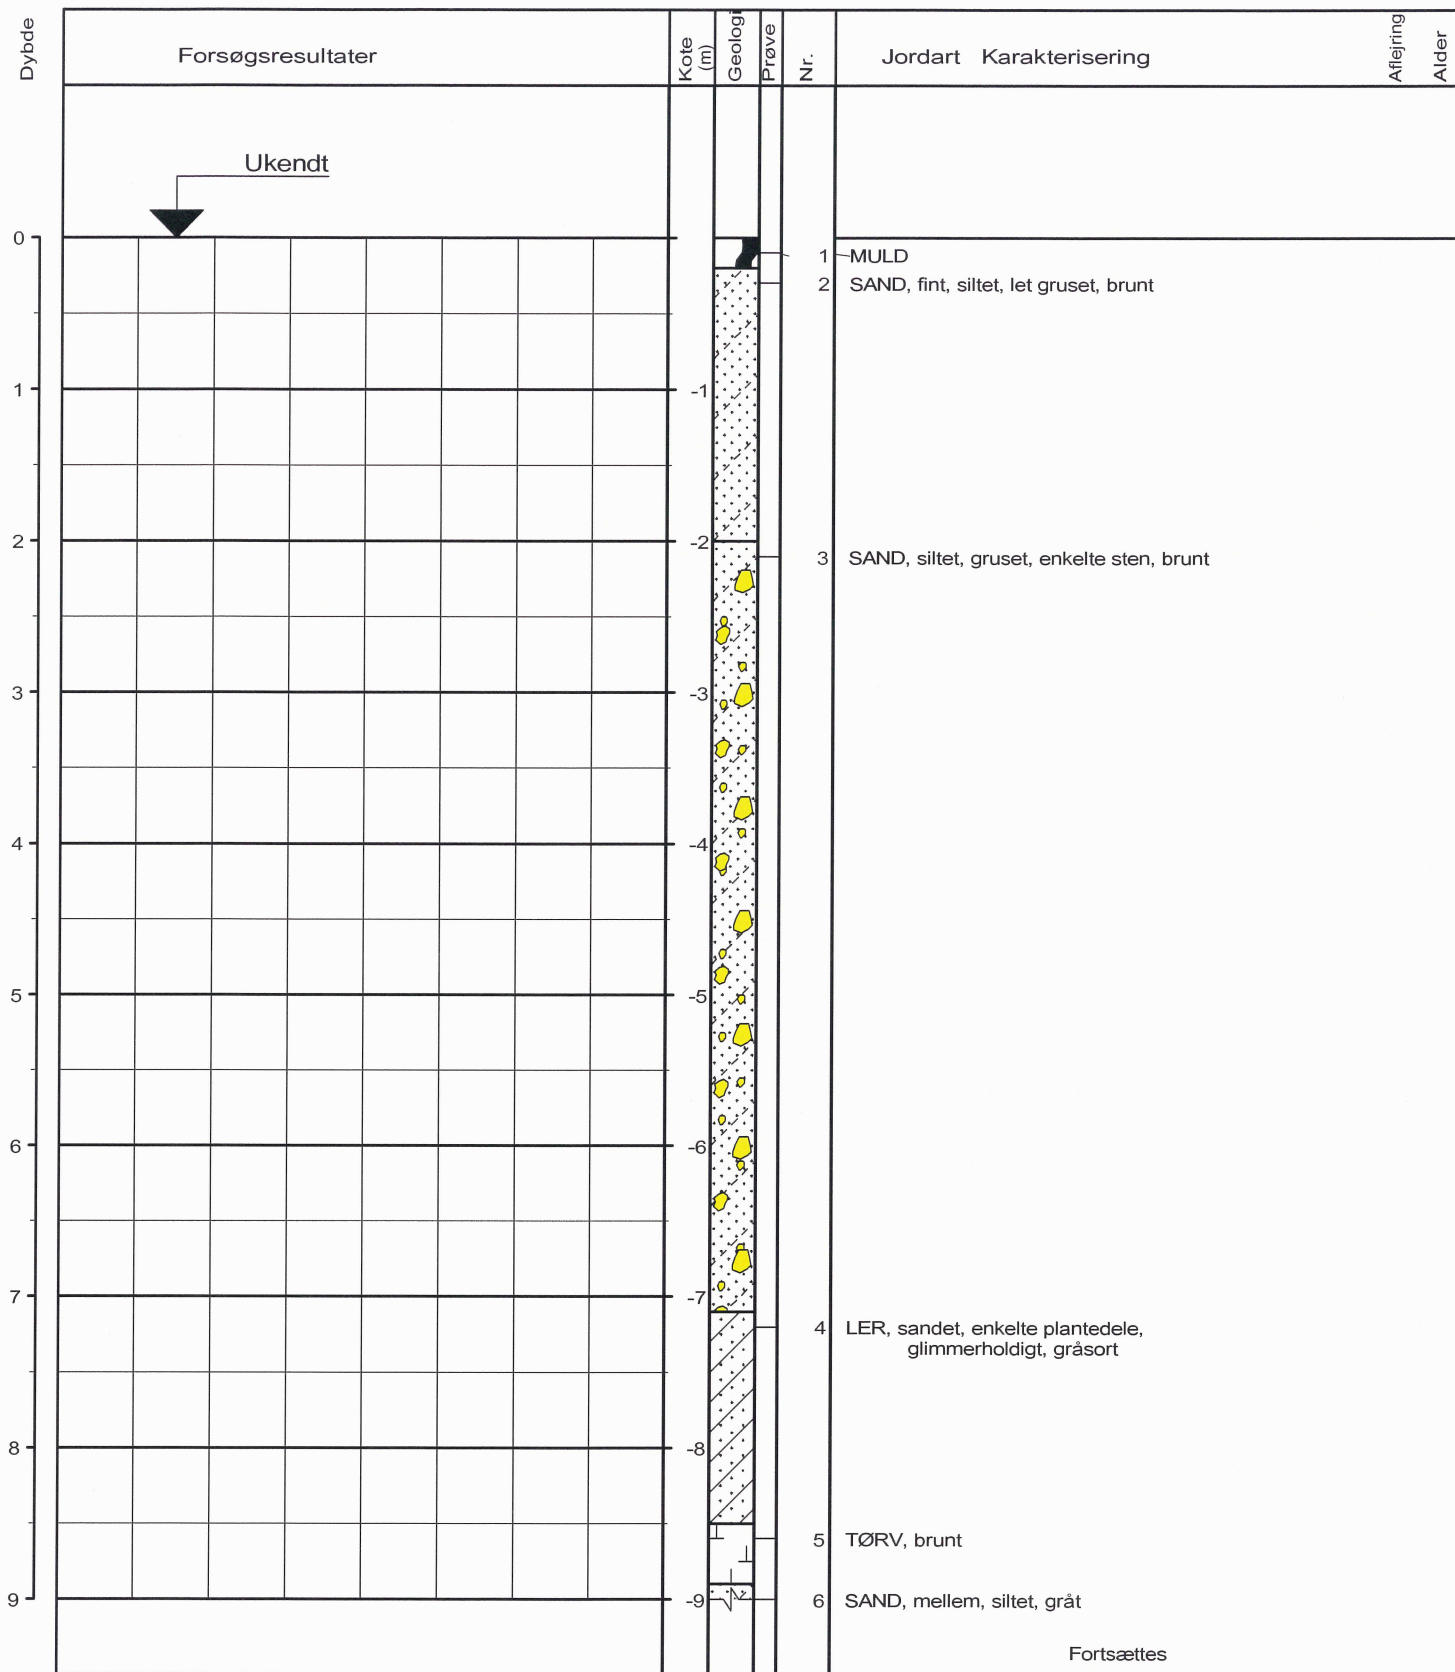 Dybde Forsøgsresultater Kote (m) Geologi Prøve Nr. Jordart Karakterisering Aflejring Alder
Ukendt
0
1 MULD
2 SAND, fint, siltet, let gruset, brunt
1 -1
2 -2
3 SAND, siltet, gruset, enkelte sten, brunt
3 -3
4 -4
5 -5
6 -6
7 -7
4 LER, sandet, enkelte plantedele,
glimmerholdigt, gråsort
8 -8
5 TØRV, brunt
9 -9 6 SAND, mellem, siltet, gråt
Fortsættes